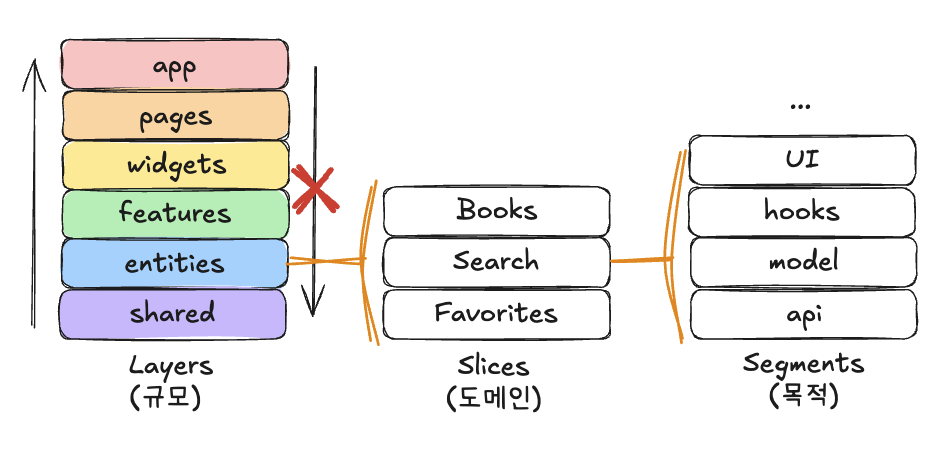 app
pages
widgets
features
entities
shared
Layers
(규모)
Books
Search
Favorites
Slices
(도메인)
...
UI
hooks
model
api
Segments
(목적)